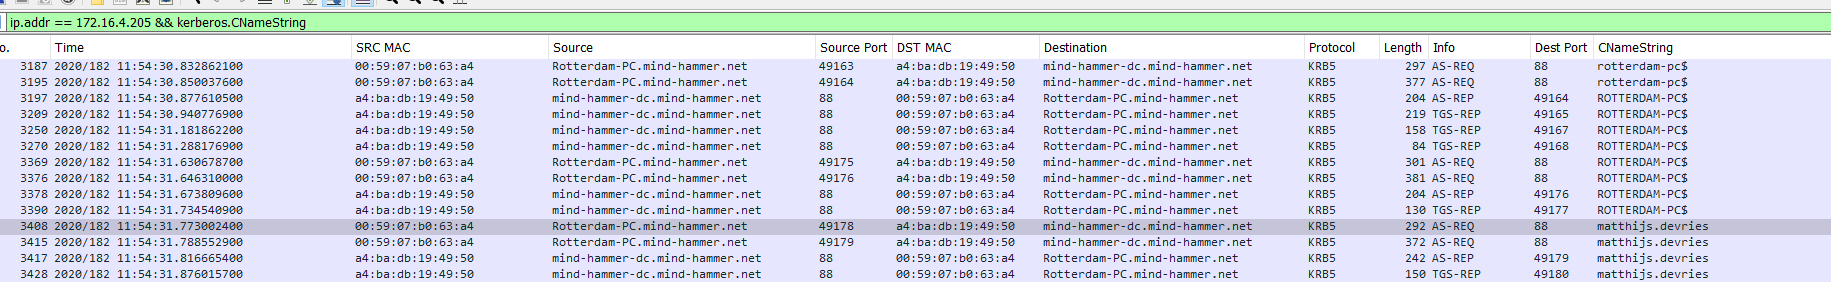 ip.addr == 172.16.4.205 && kerberos.CNameString
o. Time SRC MAC Source Source Port DST MAC Destination Protocol Length Info Dest Port CNameString
3187 2020/182 11:54:30.832862100 00:59:07:b0:63:a4 Rotterdam-PC.mind-hammer.net 49163 a4:ba:db:19:49:50 mind-hammer-dc.mind-hammer.net KRB5 297 AS-REQ 88 rotterdam-pc$
3195 2020/182 11:54:30.850037600 00:59:07:b0:63:a4 Rotterdam-PC.mind-hammer.net 49164 a4:ba:db:19:49:50 mind-hammer-dc.mind-hammer.net KRB5 377 AS-REQ 88 rotterdam-pc$
3197 2020/182 11:54:30.877610500 a4:ba:db:19:49:50 mind-hammer-dc.mind-hammer.net 88 00:59:07:b0:63:a4 Rotterdam-PC.mind-hammer.net KRB5 204 AS-REP 49164 ROTTERDAM-PC$
3209 2020/182 11:54:30.940776900 a4:ba:db:19:49:50 mind-hammer-dc.mind-hammer.net 88 00:59:07:b0:63:a4 Rotterdam-PC.mind-hammer.net KRB5 219 TGS-REP 49165 ROTTERDAM-PC$
3250 2020/182 11:54:31.181862200 a4:ba:db:19:49:50 mind-hammer-dc.mind-hammer.net 88 00:59:07:b0:63:a4 Rotterdam-PC.mind-hammer.net KRB5 158 TGS-REP 49167 ROTTERDAM-PC$
3270 2020/182 11:54:31.288176900 a4:ba:db:19:49:50 mind-hammer-dc.mind-hammer.net 88 00:59:07:b0:63:a4 Rotterdam-PC.mind-hammer.net KRB5 84 TGS-REP 49168 ROTTERDAM-PC$
3369 2020/182 11:54:31.630678700 00:59:07:b0:63:a4 Rotterdam-PC.mind-hammer.net 49175 a4:ba:db:19:49:50 mind-hammer-dc.mind-hammer.net KRB5 301 AS-REQ 88 ROTTERDAM-PC$
3376 2020/182 11:54:31.646310000 00:59:07:b0:63:a4 Rotterdam-PC.mind-hammer.net 49176 a4:ba:db:19:49:50 mind-hammer-dc.mind-hammer.net KRB5 381 AS-REQ 88 ROTTERDAM-PC$
3378 2020/182 11:54:31.673809600 a4:ba:db:19:49:50 mind-hammer-dc.mind-hammer.net 88 00:59:07:b0:63:a4 Rotterdam-PC.mind-hammer.net KRB5 204 AS-REP 49176 ROTTERDAM-PC$
3390 2020/182 11:54:31.734540900 a4:ba:db:19:49:50 mind-hammer-dc.mind-hammer.net 88 00:59:07:b0:63:a4 Rotterdam-PC.mind-hammer.net KRB5 130 TGS-REP 49177 ROTTERDAM-PC$
3408 2020/182 11:54:31.773002400 00:59:07:b0:63:a4 Rotterdam-PC.mind-hammer.net 49178 a4:ba:db:19:49:50 mind-hammer-dc.mind-hammer.net KRB5 292 AS-REQ 88 matthijs.devries
3415 2020/182 11:54:31.788552900 00:59:07:b0:63:a4 Rotterdam-PC.mind-hammer.net 49179 a4:ba:db:19:49:50 mind-hammer-dc.mind-hammer.net KRB5 372 AS-REQ 88 matthijs.devries
3417 2020/182 11:54:31.816665400 a4:ba:db:19:49:50 mind-hammer-dc.mind-hammer.net 88 00:59:07:b0:63:a4 Rotterdam-PC.mind-hammer.net KRB5 242 AS-REP 49179 matthijs.devries
3428 2020/182 11:54:31.876015700 a4:ba:db:19:49:50 mind-hammer-dc.mind-hammer.net 88 00:59:07:b0:63:a4 Rotterdam-PC.mind-hammer.net KRB5 150 TGS-REP 49180 matthijs.devries